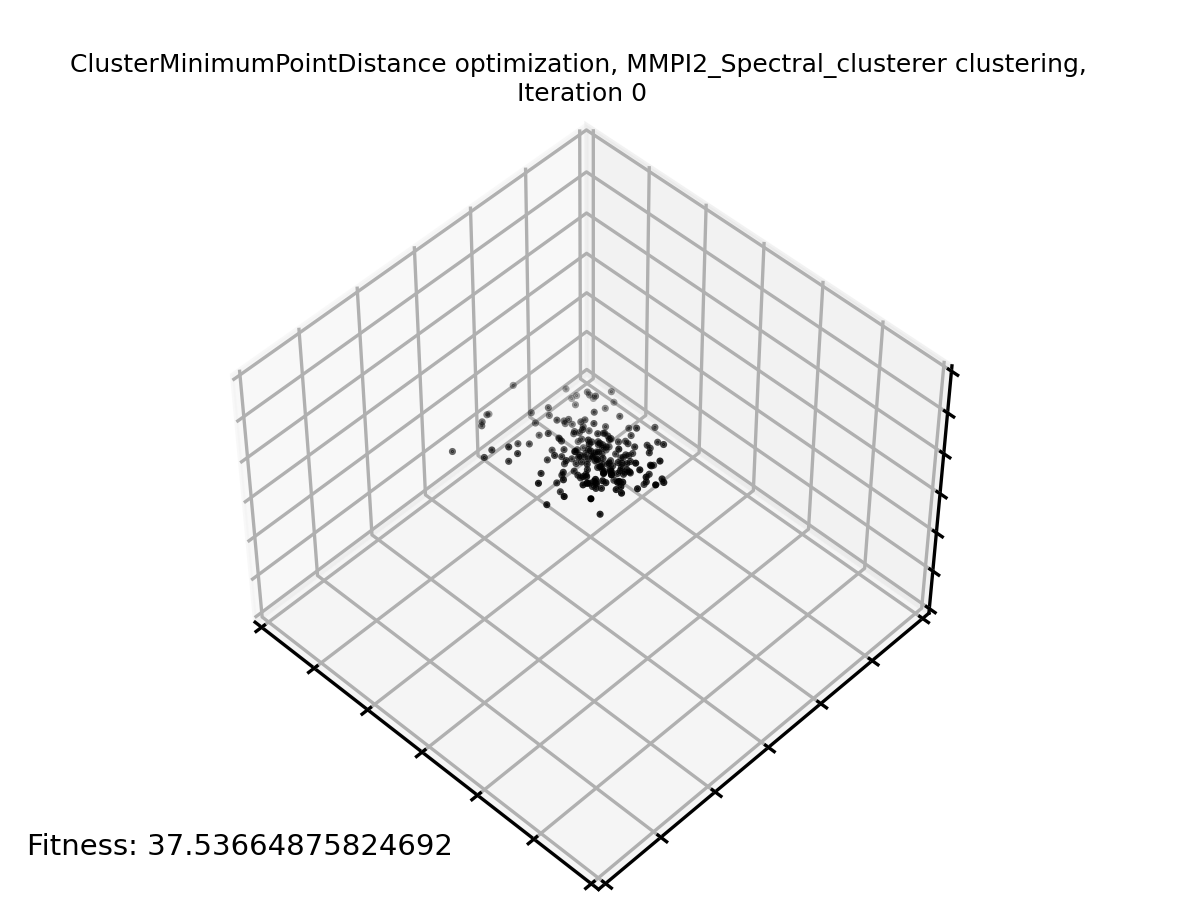 ClusterMinimumPointDistance optimization, MMPI2_Spectral_clusterer clustering,
Iteration 0
Fitness: 37.53664875824692